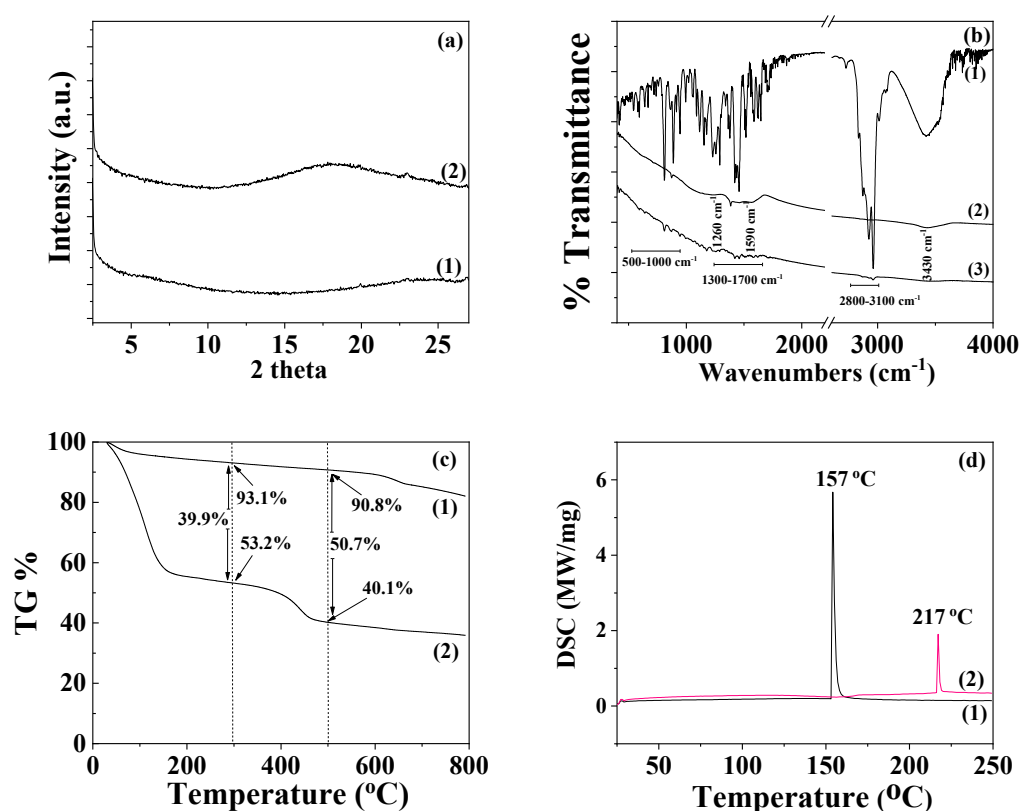 (a)
(2)
(1)
Intensity (a.u.)
5 10 15 20 25
2 theta
(b)
(1)
(2)
(3)
1260 cm-1
1590 cm-1
3430 cm-1
500-1000 cm-1
1300-1700 cm-1
2800-3100 cm-1
% Transmittance
1000 2000 3000 4000
Wavenumbers (cm-1)
100
80
60
40
20
0
TG %
(c)
(1)
93.1%
90.8%
39.9%
50.7%
53.2%
40.1%
(2)
0 200 400 600 800
Temperature (oC)
(d)
6
4
2
0
DSC (MW/mg)
157 oC
217 oC
(2)
(1)
50 100 150 200 250
Temperature (oC)